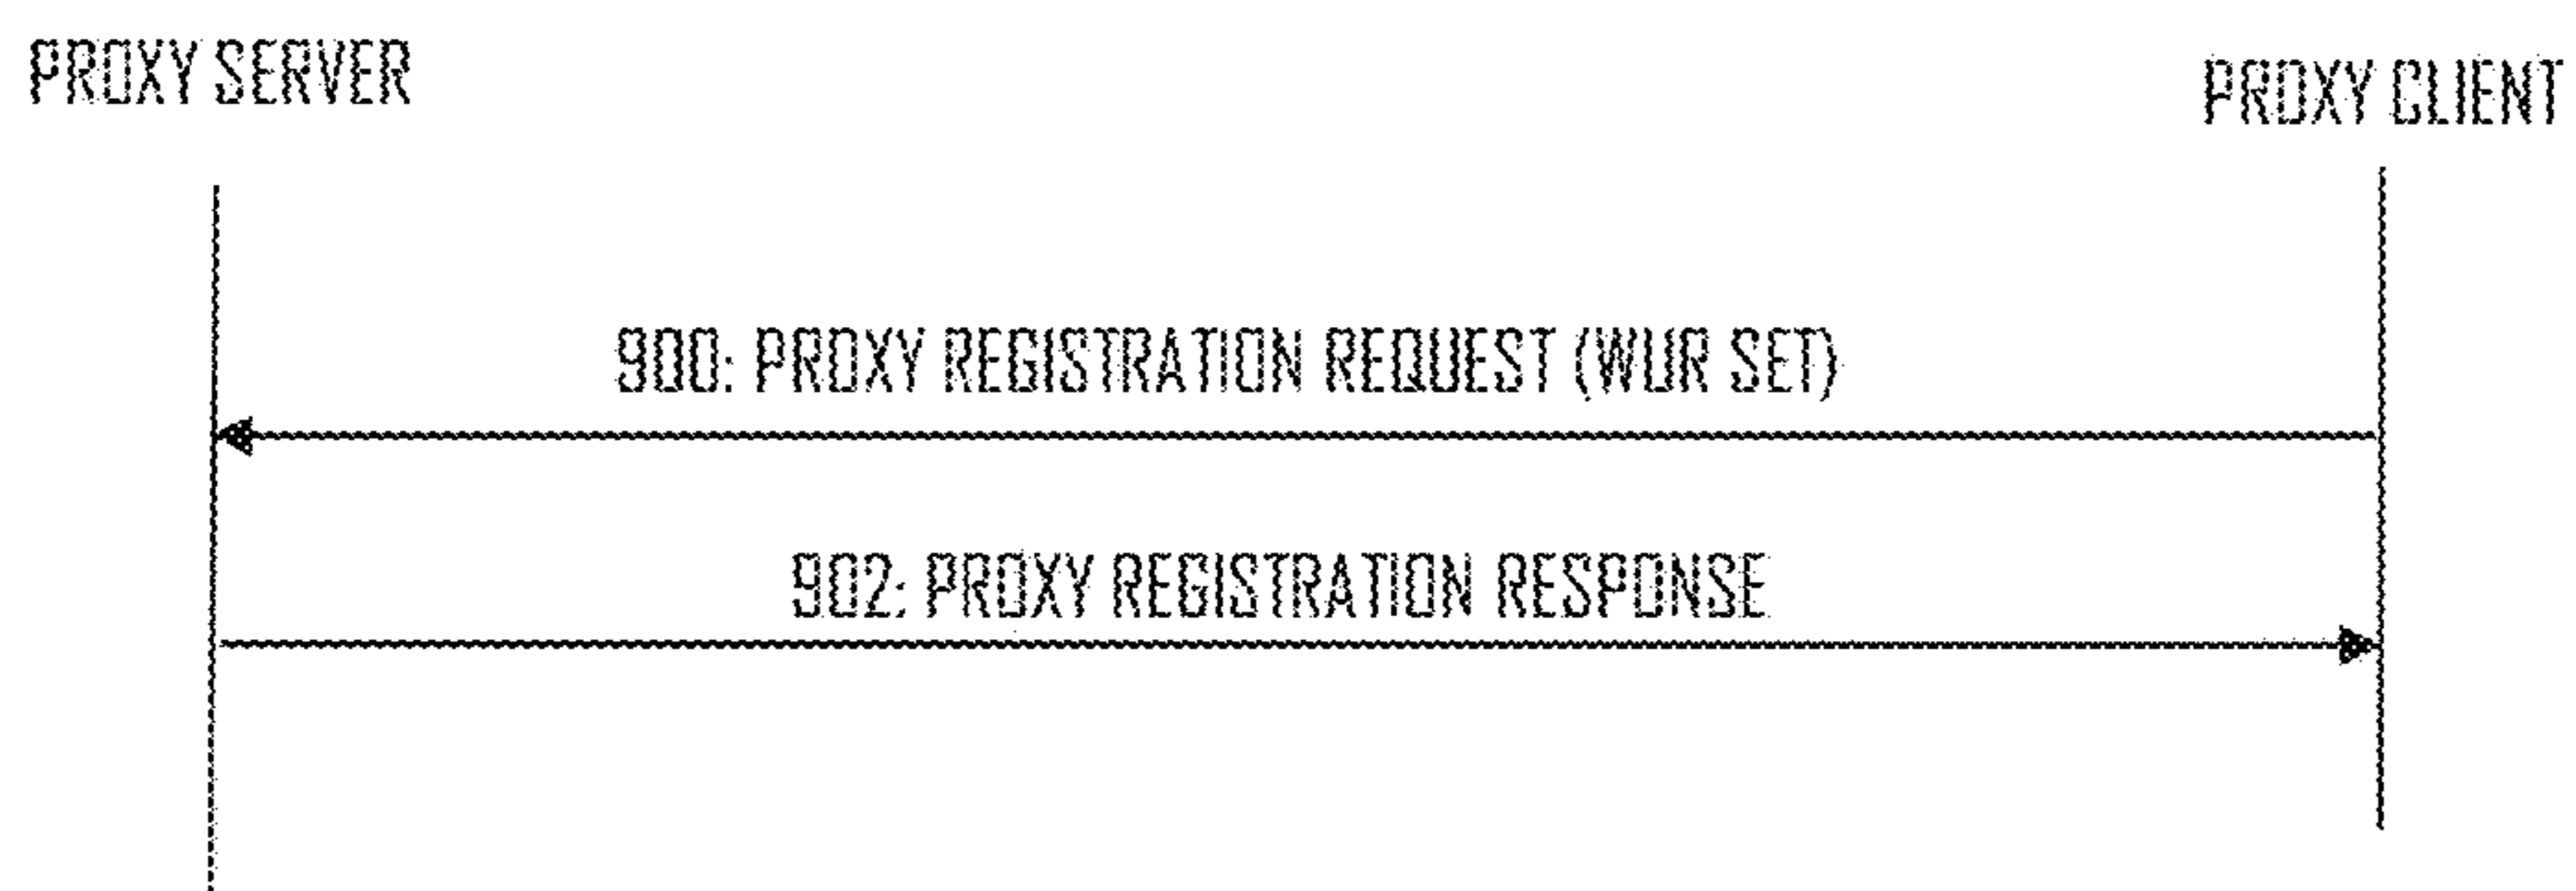 PROXY SERVER
PROXY CLIENT
900: PROXY REGISTRATION REQUEST (WUR SET)
902: PROXY REGISTRATION RESPONSE